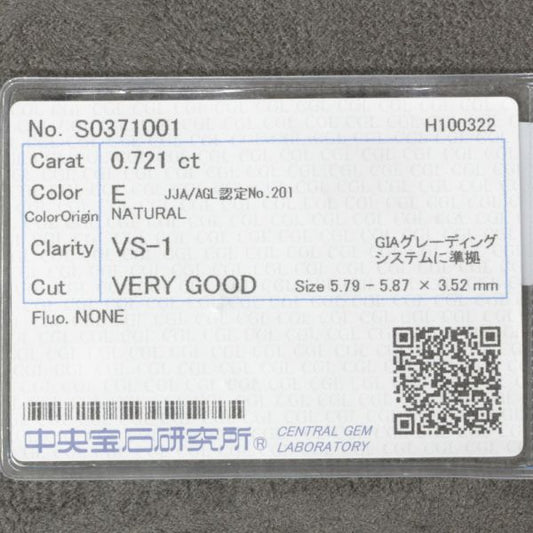 No. S0371001 H100322
Carat 0.721 ct
Color E JJA/AGL認定No.201
ColorOrigin NATURAL
Clarity VS-1 GIAグレーディング
システムに準拠
Cut VERY GOOD Size 5.79 - 5.87 × 3.52 mm
Fluo. NONE
中央宝石研究所® CENTRAL GEM
LABORATORY